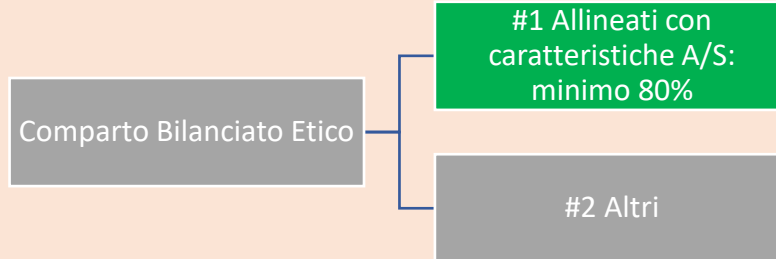 #1 Allineati con
caratteristiche A/S:
minimo 80%
Comparto Bilanciato Etico
#2 Altri